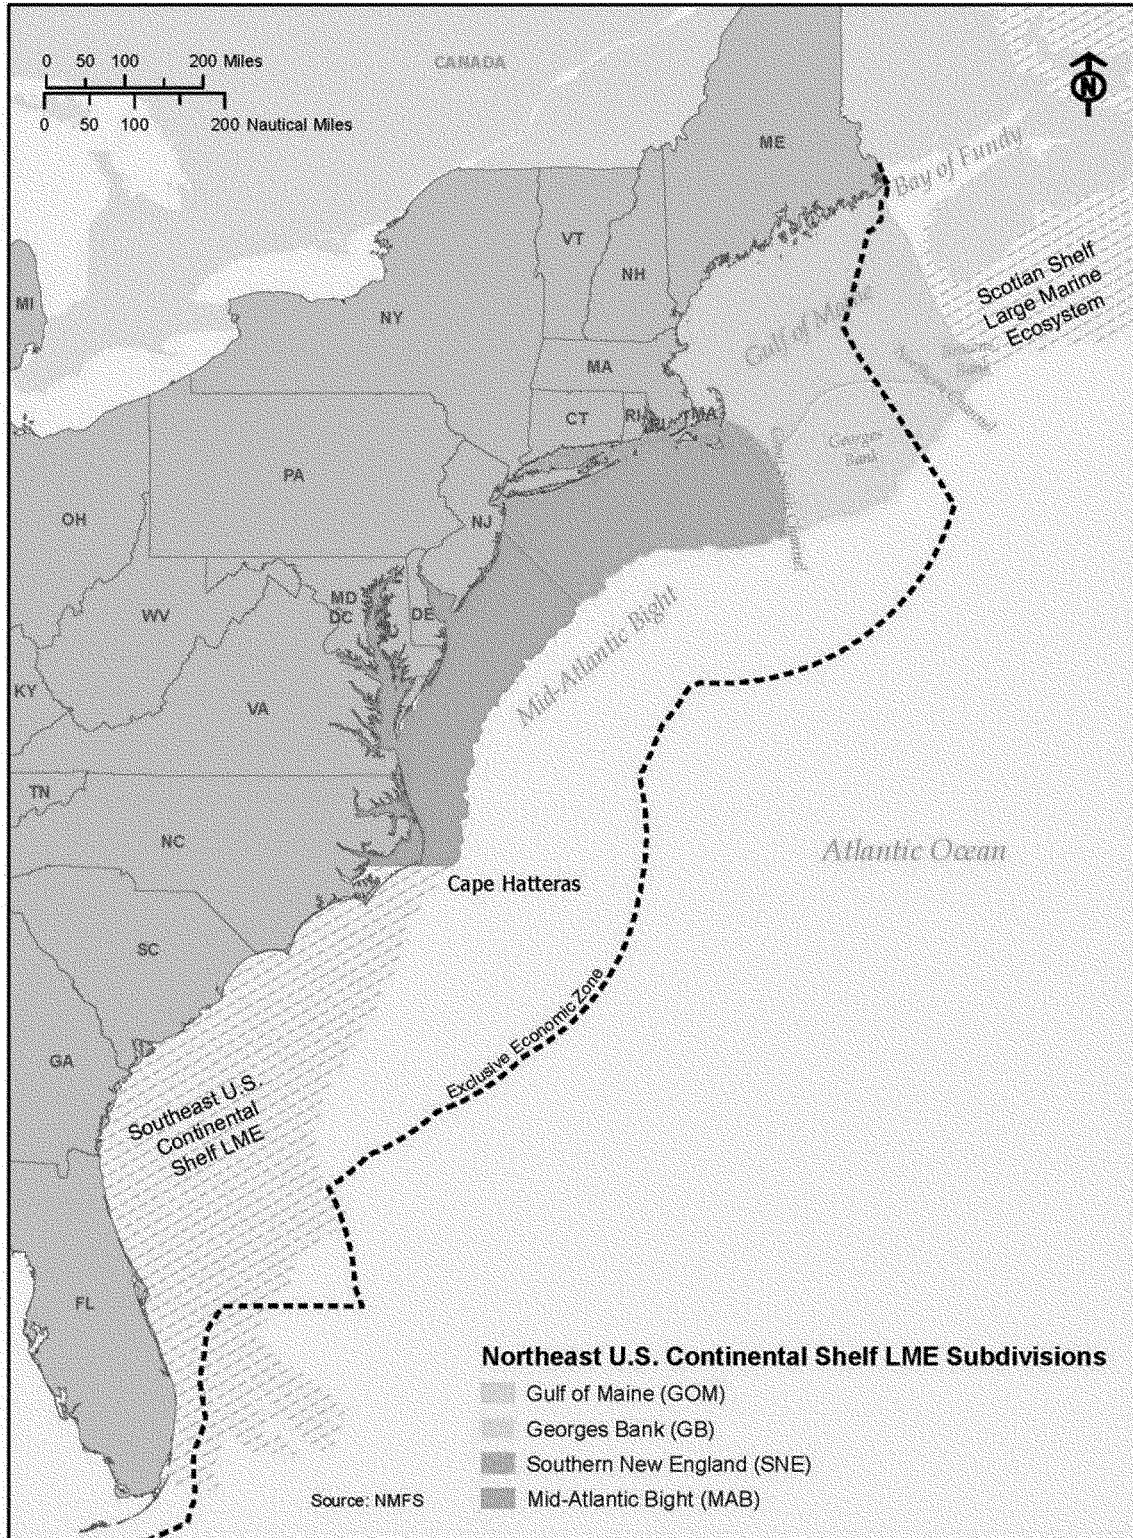 0 50 100 200 Miles
0 50 100 200 Nautical Miles
CANADA
N
ME
Bay of Fundy
VT
NH
MI
NY
Gulf of Maine
Scotian Shelf
Large Marine
Ecosystem
Bank
MA
CT
RI
MA
Georges
Bank
PA
OH
NJ
MD
DC
DE
WV
Mid-Atlantic Bight
KY
VA
TN
NC
Atlantic Ocean
Cape Hatteras
SC
Exclusive Economic Zone
GA
Southeast U.S.
Continental
Shelf LME
FL
Northeast U.S. Continental Shelf LME Subdivisions
Gulf of Maine (GOM)
Georges Bank (GB)
Southern New England (SNE)
Mid-Atlantic Bight (MAB)
Source: NMFS